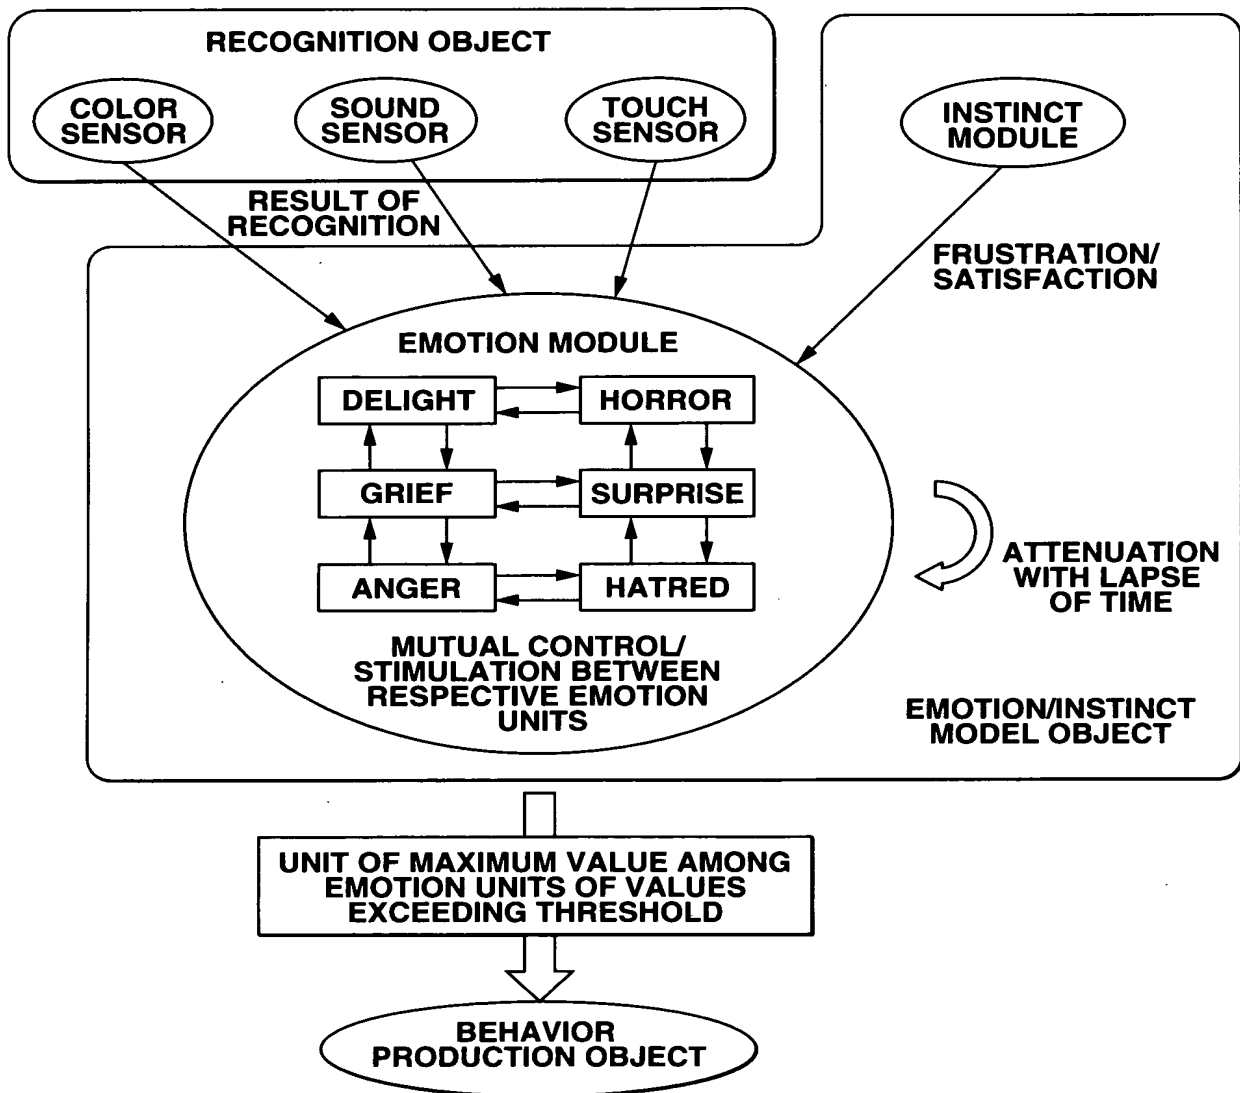 RECOGNITION OBJECT
COLOR
SENSOR
SOUND
SENSOR
TOUCH
SENSOR
INSTINCT
MODULE
RESULT OF
RECOGNITION
FRUSTRATION/
SATISFACTION
EMOTION MODULE
DELIGHT
HORROR
GRIEF
SURPRISE
ANGER
HATRED
ATTENUATION
WITH LAPSE
OF TIME
MUTUAL CONTROL/
STIMULATION BETWEEN
RESPECTIVE EMOTION
UNITS
EMOTION/INSTINCT
MODEL OBJECT
UNIT OF MAXIMUM VALUE AMONG
EMOTION UNITS OF VALUES
EXCEEDING THRESHOLD
BEHAVIOR
PRODUCTION OBJECT